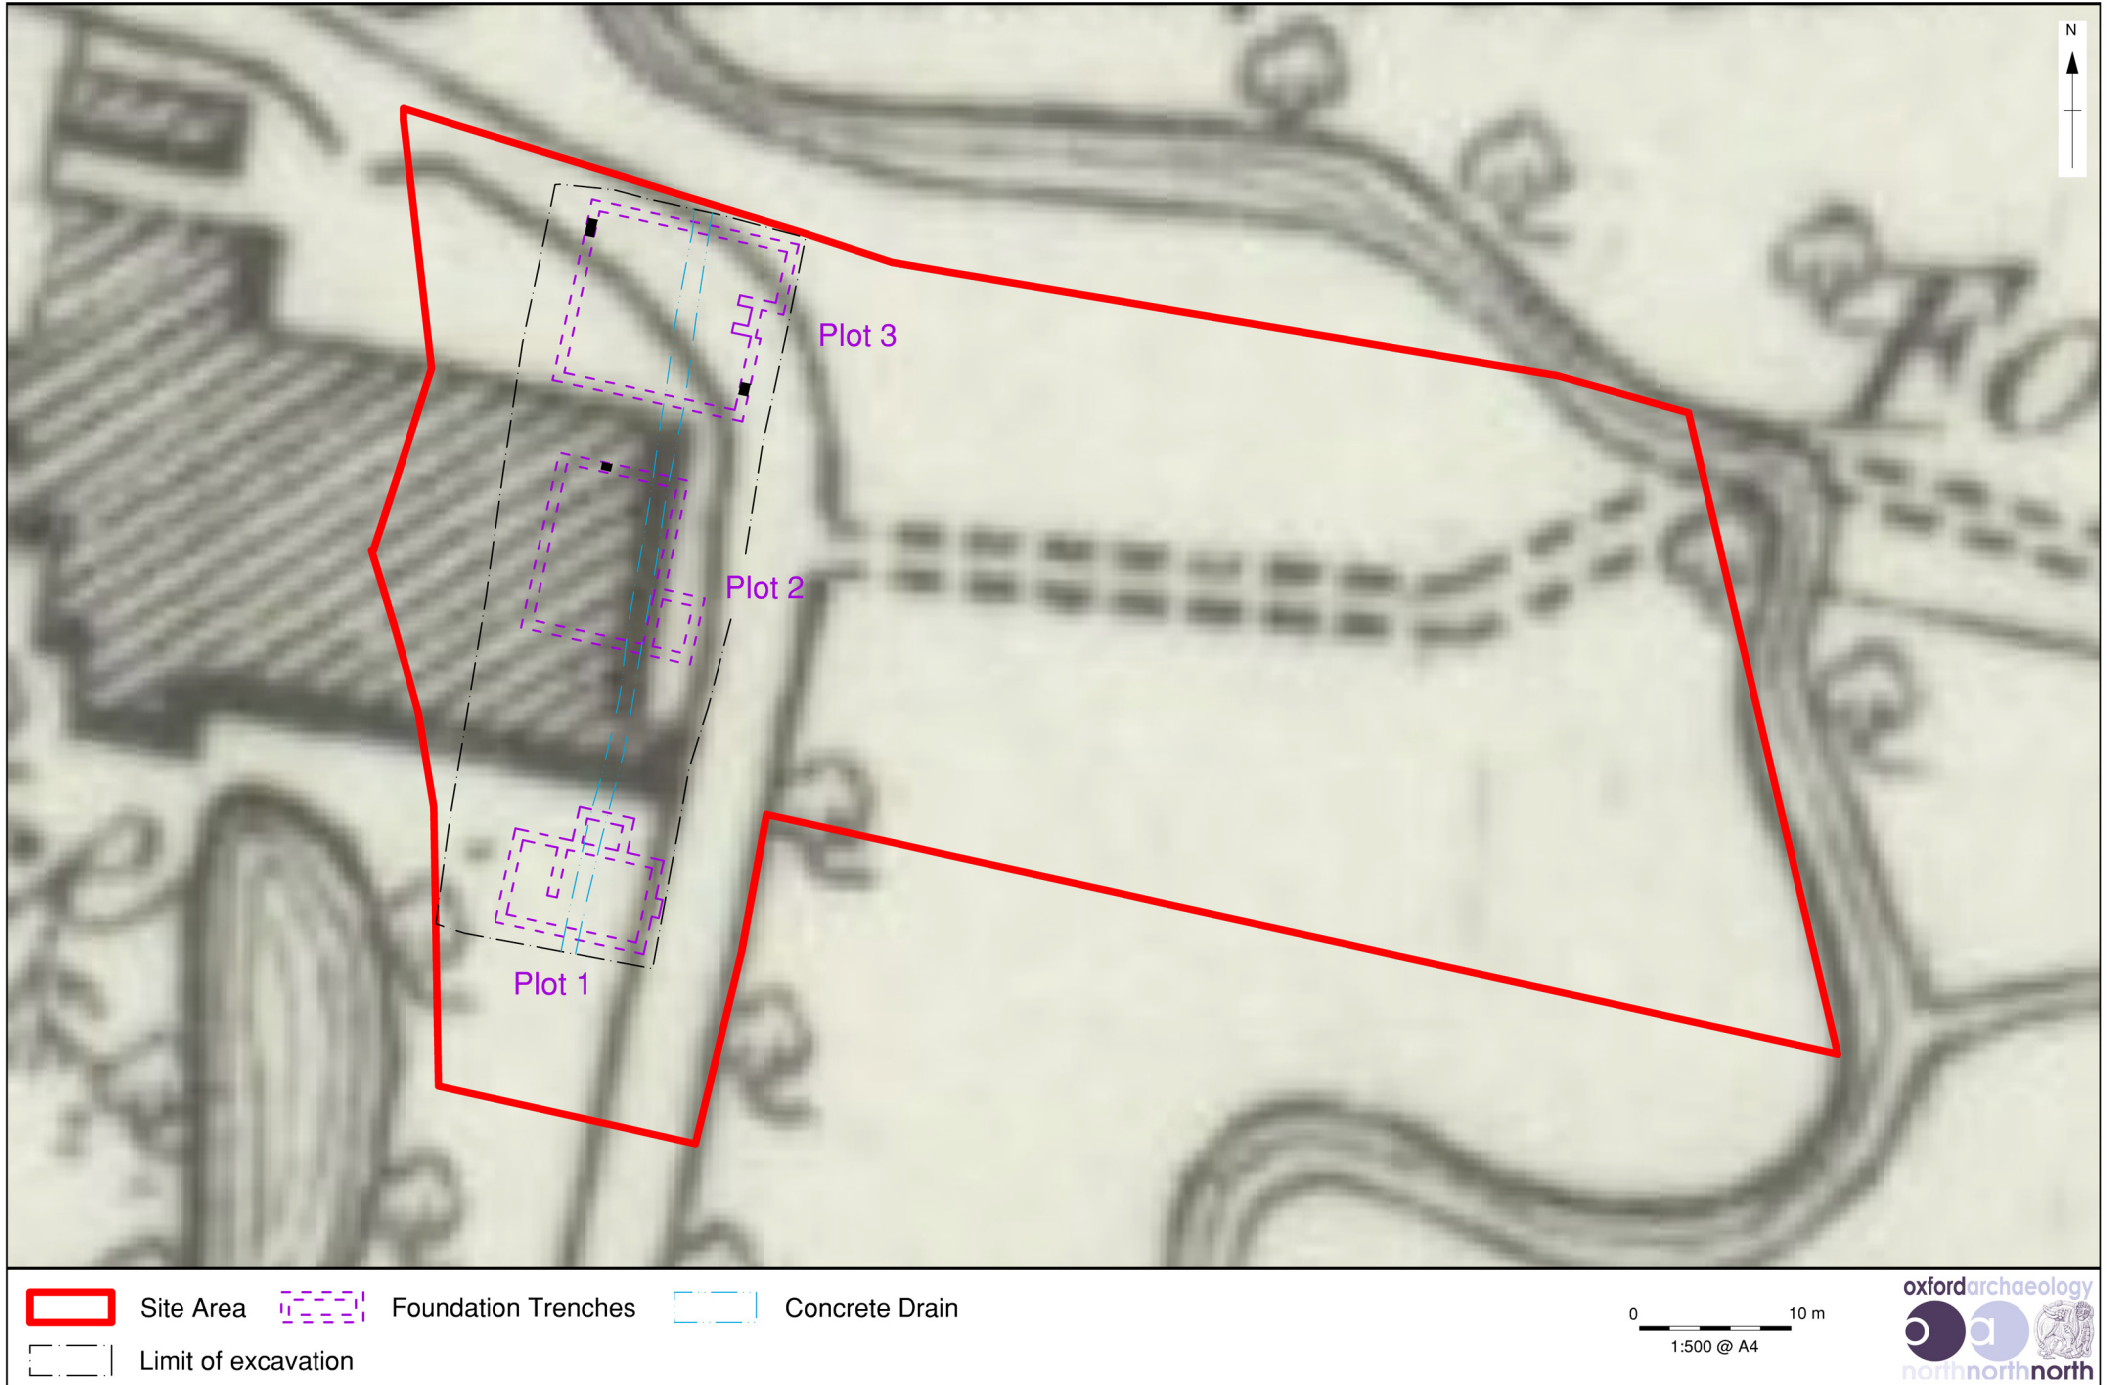 N
Plot 3
Plot 2
Plot 1
Site Area
Foundation Trenches
Concrete Drain
Limit of excavation
0 10 m
1:500 @ A4
oxfordarchaeology
oa
northnorthnorth